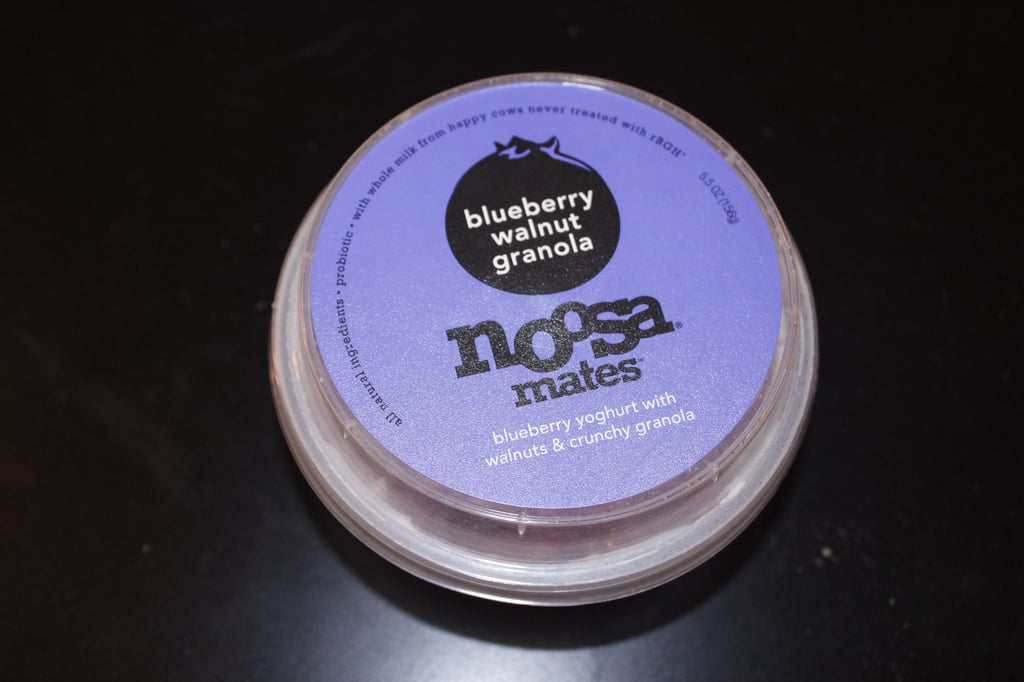 all natural ingredients • probiotic • with whole milk from happy cows never treated with rBGH*
5.5 OZ (156g)
blueberry
walnut
granola
noosa®
mates™
blueberry yoghurt with
walnuts & crunchy granola